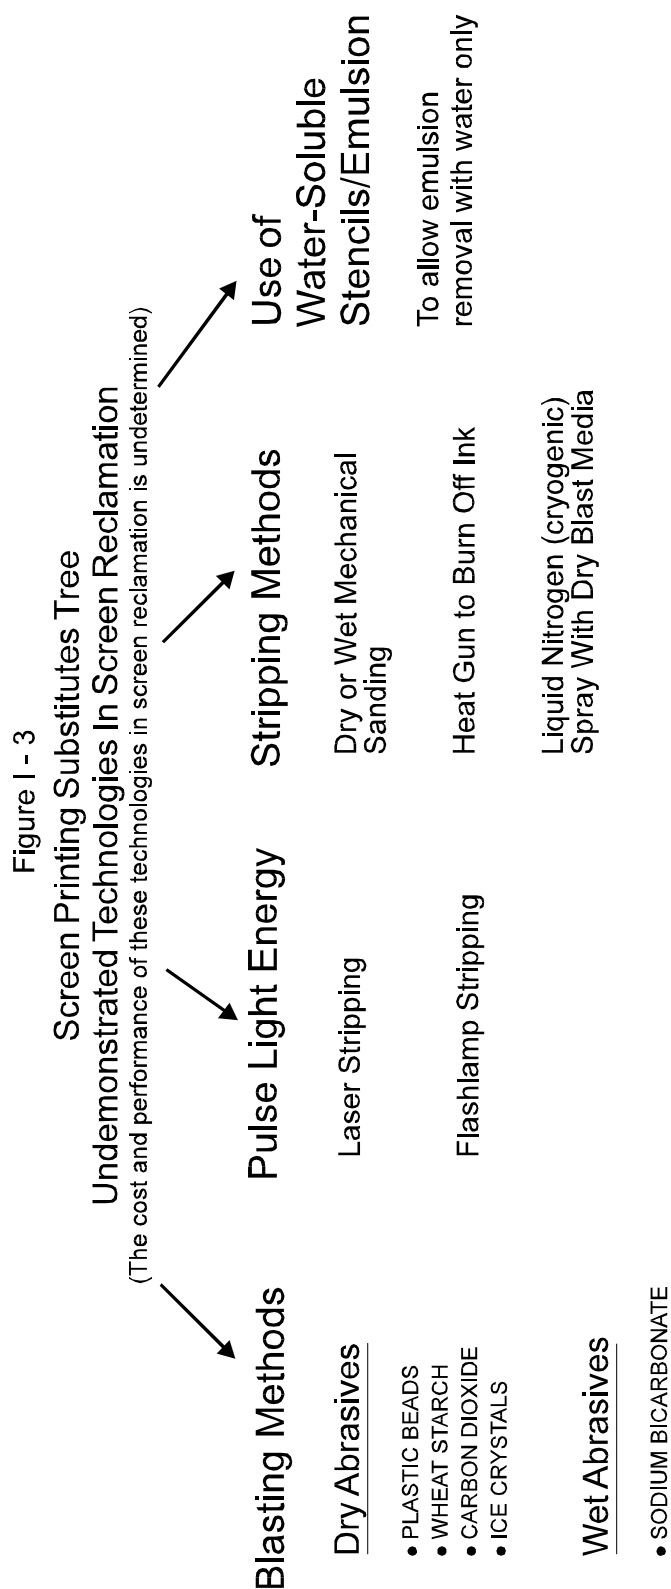 Figure I - 3
Screen Printing Substitutes Tree
Undemonstrated Technologies In Screen Reclamation
(The cost and performance of these technologies in screen reclamation is undetermined)
Blasting Methods
Dry Abrasives
• PLASTIC BEADS
• WHEAT STARCH
• CARBON DIOXIDE
• ICE CRYSTALS
Wet Abrasives
• SODIUM BICARBONATE
Pulse Light Energy
Laser Stripping
Flashlamp Stripping
Stripping Methods
Dry or Wet Mechanical
Sanding
Heat Gun to Burn Off Ink
Liquid Nitrogen (cryogenic)
Spray With Dry Blast Media
Use of
Water-Soluble
Stencils/Emulsion
To allow emulsion
removal with water only